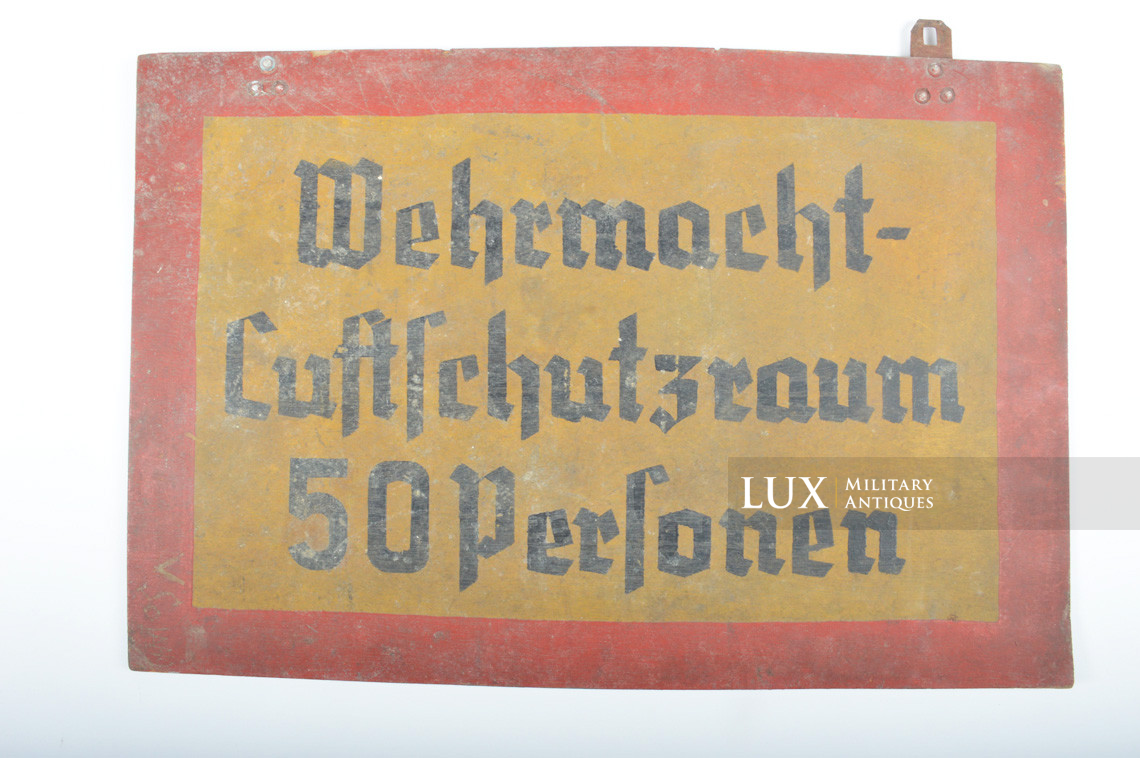 Wehrmacht-
Luftschutzraum
50 Personen
LUX MILITARY ANTIQUES